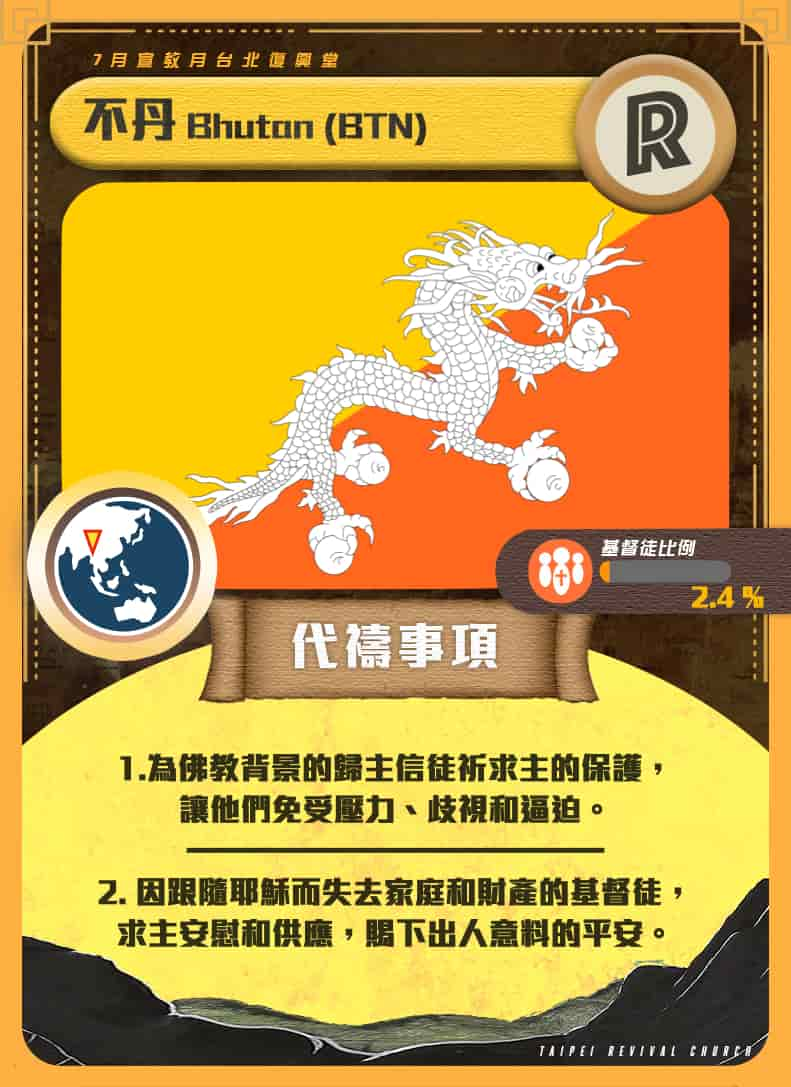 7月宣教月台北復興堂
不丹 Bhutan (BTN)
R
基督徒比例
2.4 %
代禱事項
1.為佛教背景的歸主信徒祈求主的保護，
讓他們免受壓力、歧視和逼迫。
2. 因跟隨耶穌而失去家庭和財產的基督徒，
求主安慰和供應，賜下出人意料的平安。
TAIPEI REVIVAL CHURCH